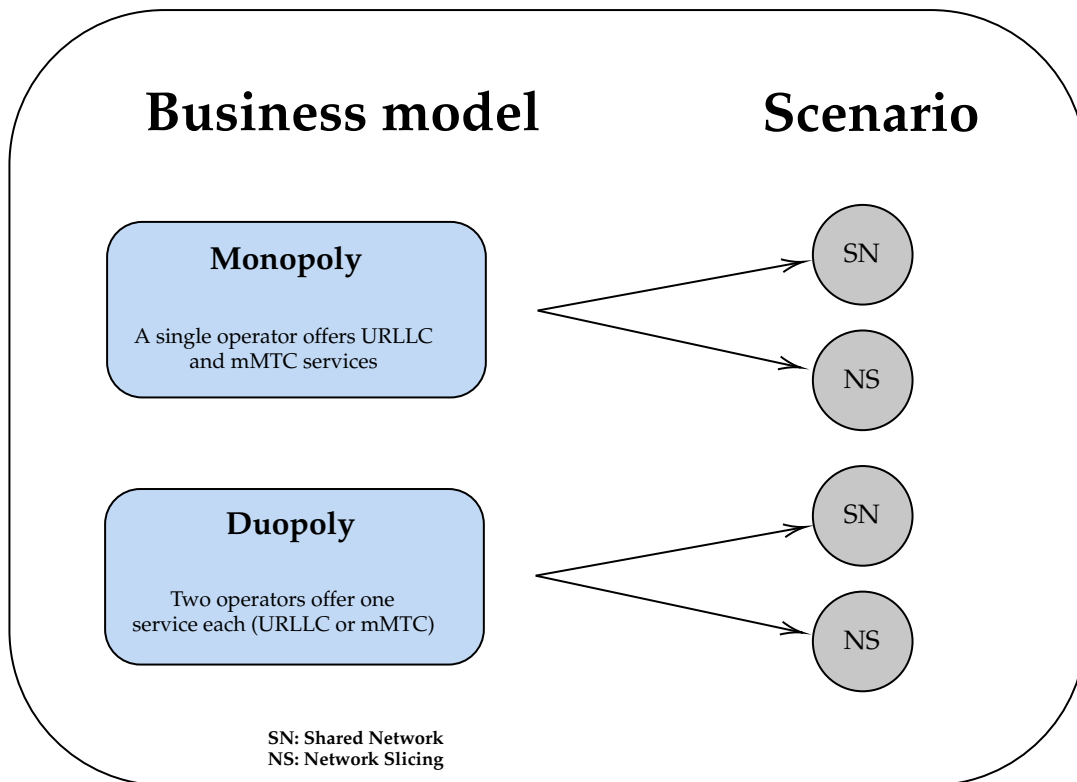 Business model
Scenario
Monopoly
A single operator offers URLLC
and mMTC services
SN
NS
Duopoly
Two operators offer one
service each (URLLC or mMTC)
SN
NS
SN: Shared Network
NS: Network Slicing